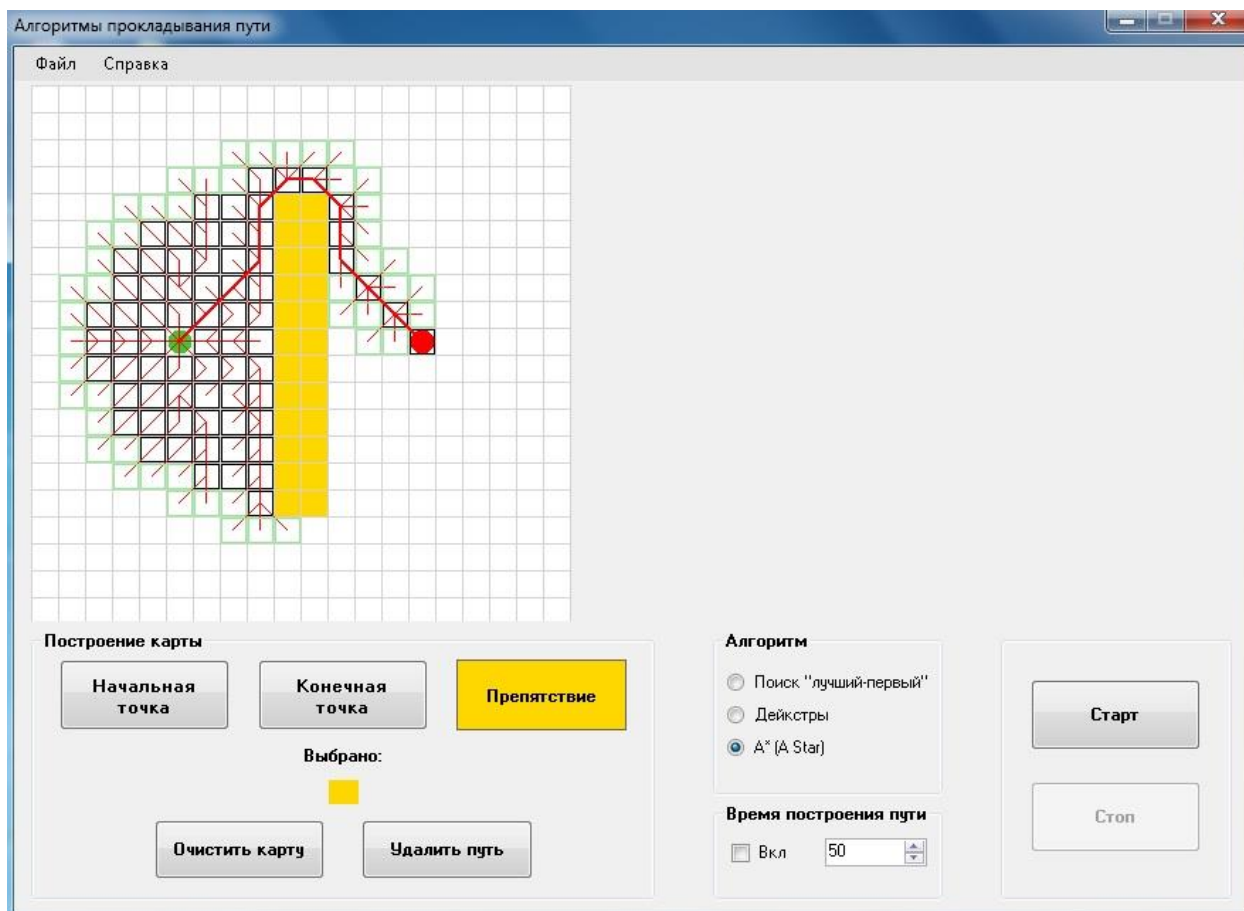 Алгоритмы прокладывания пути
Файл Справка
Построение карты
Начальная
точка
Конечная
точка
Препятствие
Выбрано:
Очистить карту
Удалить путь
Алгоритм
Поиск "лучший-первый"
Дейкстры
A* (A Star)
Время построения пути
Вкл 50
Старт
Стоп